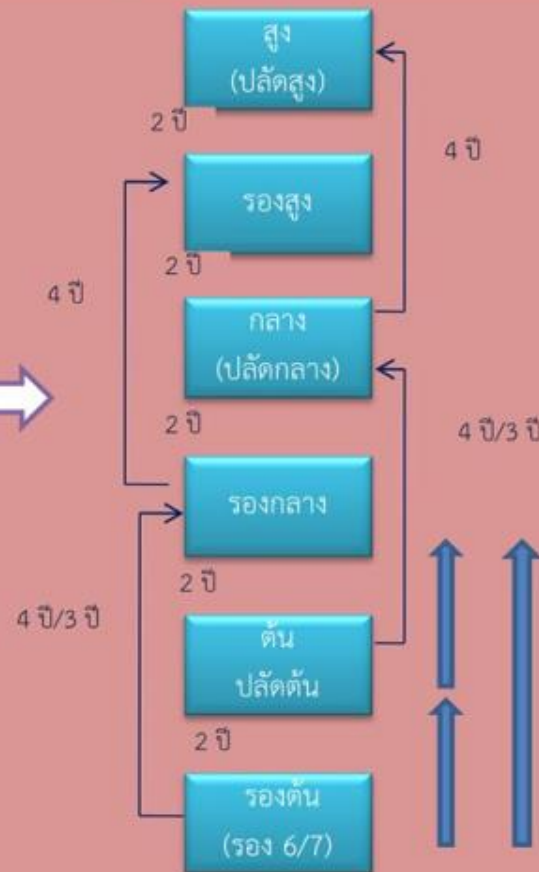 สูง
(ปลัดสูง)
2 ปี
4 ปี
รองสูง
2 ปี
4 ปี
กลาง
(ปลัดกลาง)
2 ปี
4 ปี/3 ปี
รองกลาง
2 ปี
4 ปี/3 ปี
ต้น
ปลัดต้น
2 ปี
รองต้น
(รอง 6/7)